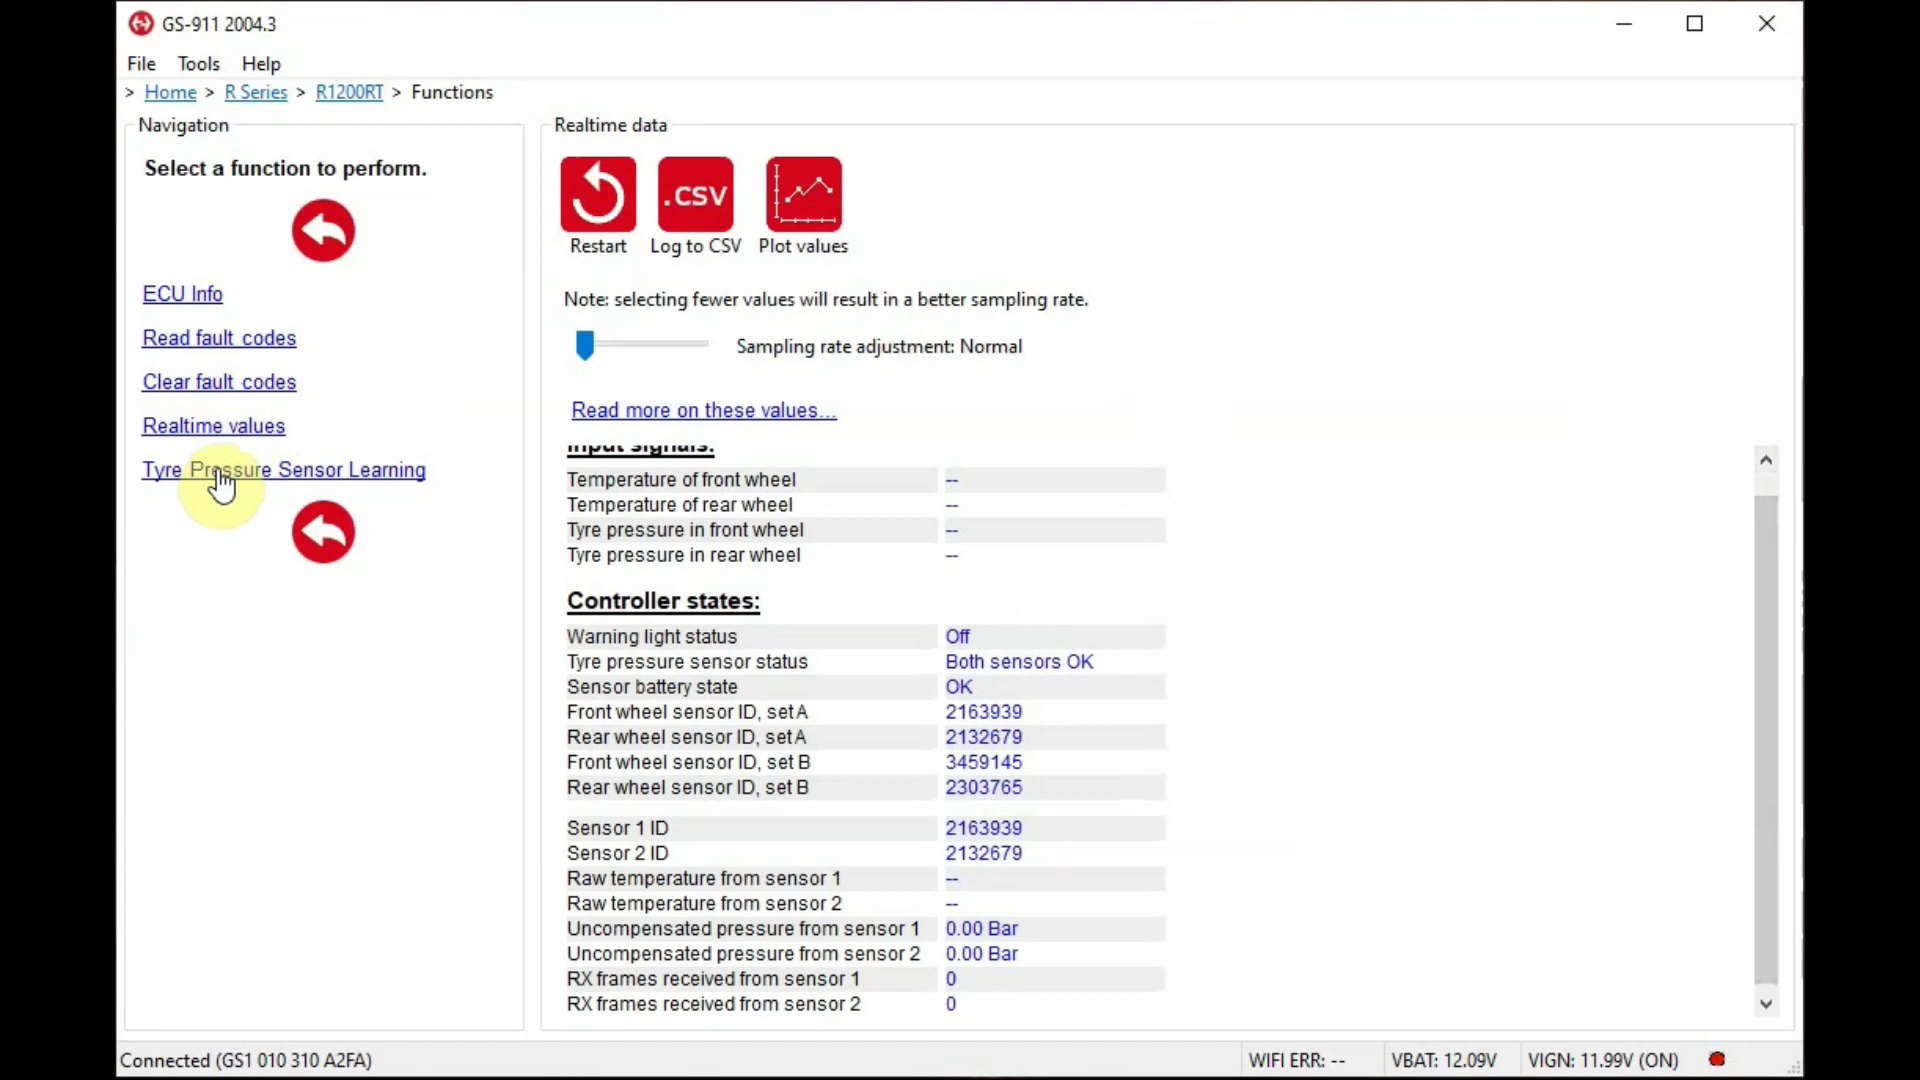 GS-911 2004.3
File Tools Help
> Home > R Series > R1200RT > Functions
Navigation
Select a function to perform.
ECU Info
Read fault codes
Clear fault codes
Realtime values
Tyre Pressure Sensor Learning
Realtime data
.CSV
Restart Log to CSV Plot values
Note: selecting fewer values will result in a better sampling rate.
Sampling rate adjustment: Normal
Read more on these values...
Input signals:
Temperature of front wheel --
Temperature of rear wheel --
Tyre pressure in front wheel --
Tyre pressure in rear wheel --
Controller states:
Warning light status Off
Tyre pressure sensor status Both sensors OK
Sensor battery state OK
Front wheel sensor ID, set A 2163939
Rear wheel sensor ID, set A 2132679
Front wheel sensor ID, set B 3459145
Rear wheel sensor ID, set B 2303765
Sensor 1 ID 2163939
Sensor 2 ID 2132679
Raw temperature from sensor 1 --
Raw temperature from sensor 2 --
Uncompensated pressure from sensor 1 0.00 Bar
Uncompensated pressure from sensor 2 0.00 Bar
RX frames received from sensor 1 0
RX frames received from sensor 2 0
Connected (GS1 010 310 A2FA) WIFI ERR: -- VBAT: 12.09V VIGN: 11.99V (ON)